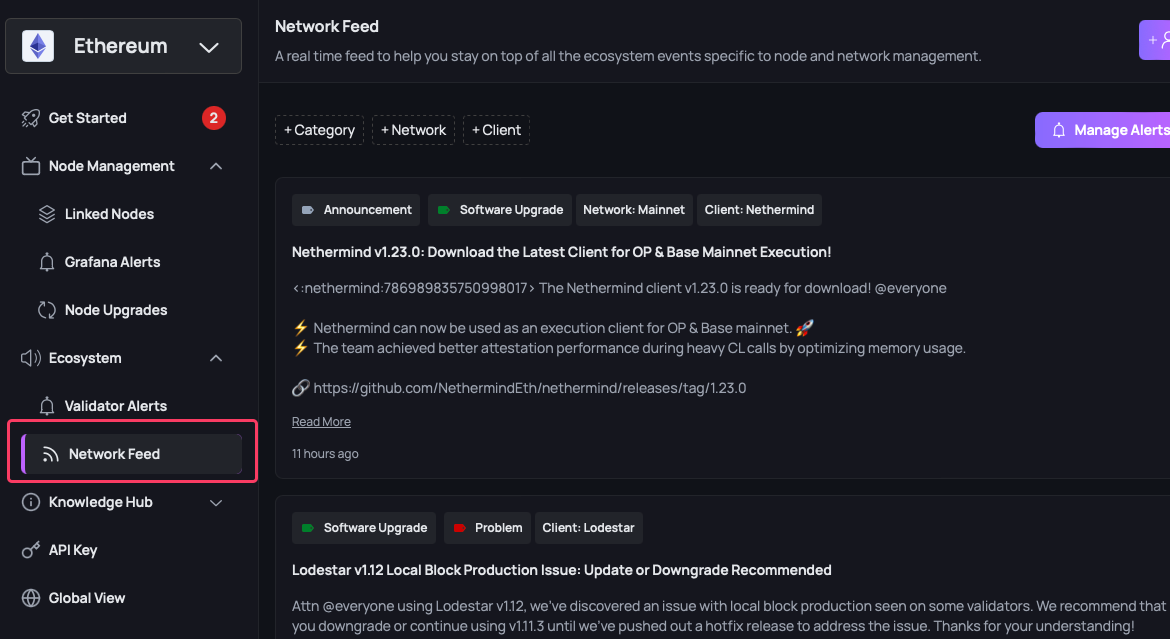 Ethereum
Get Started
2
Node Management
Linked Nodes
Grafana Alerts
Node Upgrades
Ecosystem
Validator Alerts
Network Feed
Knowledge Hub
API Key
Global View
Network Feed
A real time feed to help you stay on top of all the ecosystem events specific to node and network management.
+
+ Category + Network + Client
Manage Alerts
Announcement Software Upgrade Network: Mainnet Client: Nethermind
Nethermind v1.23.0: Download the Latest Client for OP & Base Mainnet Execution!
<:nethermind:786989835750998017> The Nethermind client v1.23.0 is ready for download! @everyone
⚡ Nethermind can now be used as an execution client for OP & Base mainnet. 🚀
⚡ The team achieved better attestation performance during heavy CL calls by optimizing memory usage.
🔗 https://github.com/NethermindEth/nethermind/releases/tag/1.23.0
Read More
11 hours ago
Software Upgrade Problem Client: Lodestar
Lodestar v1.12 Local Block Production Issue: Update or Downgrade Recommended
Attn @everyone using Lodestar v1.12, we've discovered an issue with local block production seen on some validators. We recommend that
you downgrade or continue using v1.11.3 until we've pushed out a hotfix release to address the issue. Thanks for your understanding!